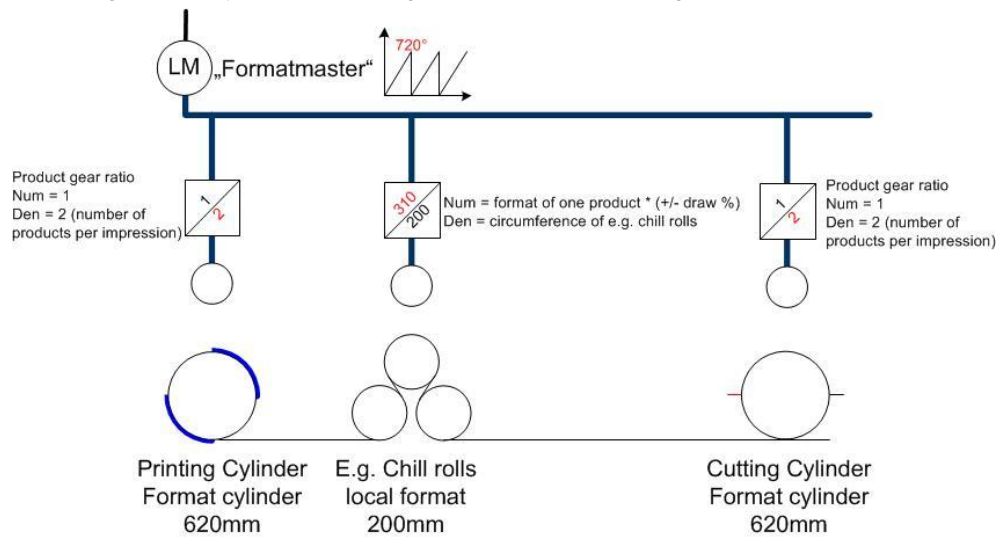 LM
„Formatmaster“
720°
Product gear ratio
Num = 1
Den = 2 (number of
products per impression)
1
2
310
200
Num = format of one product * (+/- draw %)
Den = circumference of e.g. chill rolls
1
2
Product gear ratio
Num = 1
Den = 2 (number of
products per impression)
Printing Cylinder
Format cylinder
620mm
E.g. Chill rolls
local format
200mm
Cutting Cylinder
Format cylinder
620mm